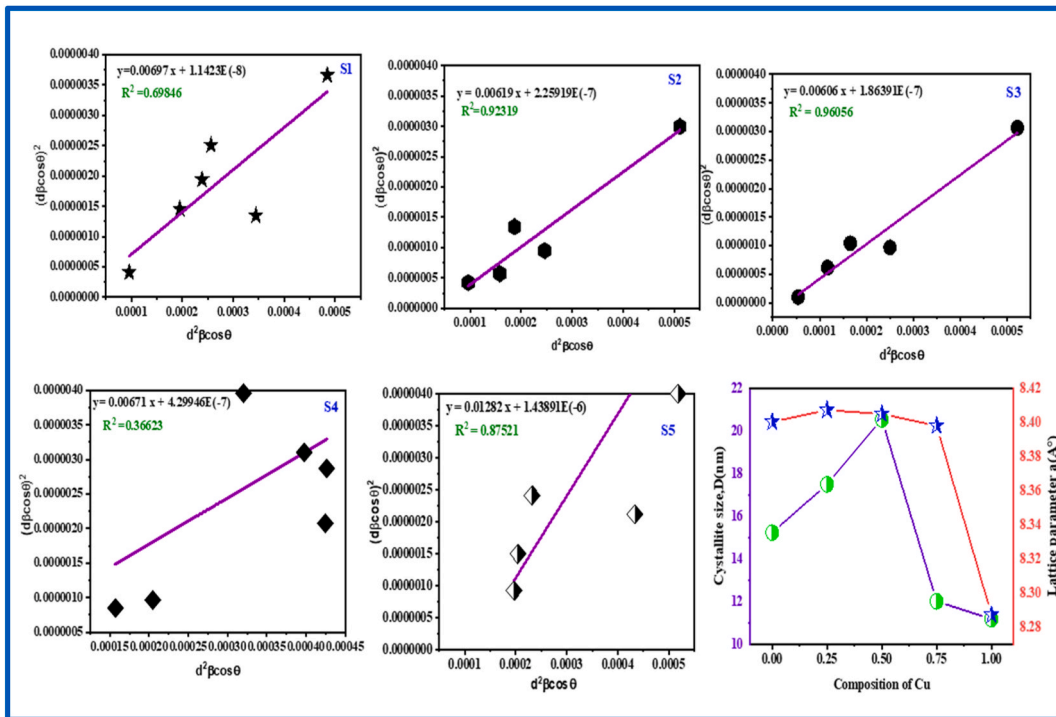 y=0.00697 x + 1.1423E(-8)
S1
R² = 0.69846
(dβcosθ)²
0.0000040
0.0000035
0.0000030
0.0000025
0.0000020
0.0000015
0.0000010
0.0000005
0.0000000
0.0001 0.0002 0.0003 0.0004 0.0005
d²βcosθ
y = 0.00619 x + 2.25919E(-7)
S2
R² = 0.92319
(dβcosθ)²
0.0000040
0.0000035
0.0000030
0.0000025
0.0000020
0.0000015
0.0000010
0.0000005
0.0000000
0.0001 0.0002 0.0003 0.0004 0.0005
d²βcosθ
y = 0.00606 x + 1.86391E(-7)
S3
R² = 0.96056
(dβcosθ)²
0.0000040
0.0000035
0.0000030
0.0000025
0.0000020
0.0000015
0.0000010
0.0000005
0.0000000
0.0000 0.0001 0.0002 0.0003 0.0004 0.0005
d²βcosθ
y = 0.00671 x + 4.29946E(-7)
S4
R² = 0.36623
(dβcosθ)²
0.0000040
0.0000035
0.0000030
0.0000025
0.0000020
0.0000015
0.0000010
0.0000005
0.00015 0.00020 0.00025 0.00030 0.00035 0.00040 0.00045
d²βcosθ
y = 0.01282 x + 1.43891E(-6)
S5
R² = 0.87521
(dβcosθ)²
0.0000040
0.0000035
0.0000030
0.0000025
0.0000020
0.0000015
0.0000010
0.0000005
0.0000000
0.0001 0.0002 0.0003 0.0004 0.0005
d²βcosθ
Cystallite size,D(nm)
22
20
18
16
14
12
10
8.42
8.40
8.38
8.36
8.34
8.32
8.30
8.28
Lattice parameter a(A°)
0.00 0.25 0.50 0.75 1.00
Composition of Cu